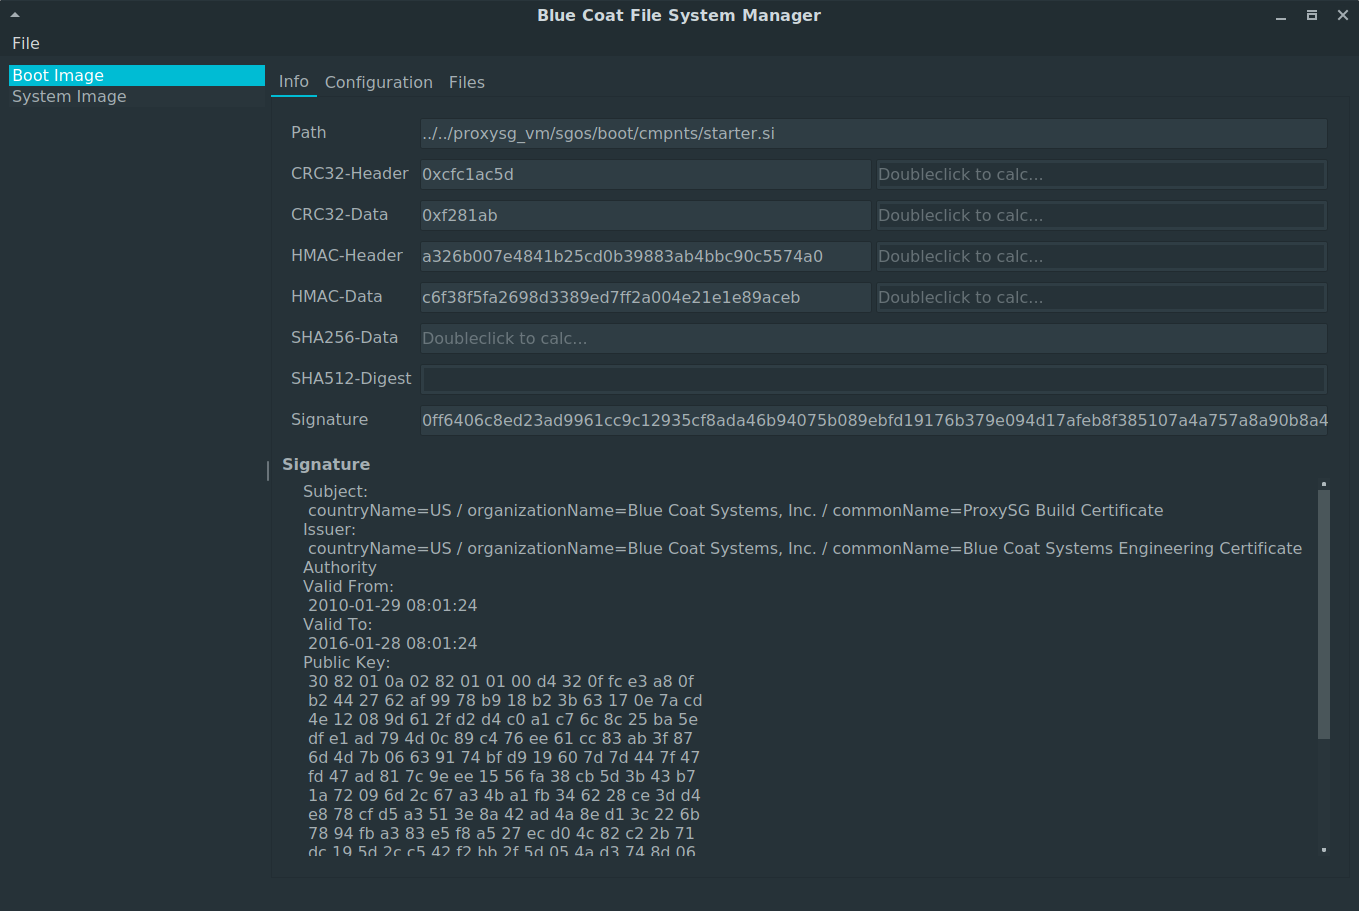 Blue Coat File System Manager
File
Boot Image
System Image
Info Configuration Files
Path ../../proxysg_vm/sgos/boot/cmpnts/starter.si
CRC32-Header 0xcfc1ac5d Doubleclick to calc...
CRC32-Data 0xf281ab Doubleclick to calc...
HMAC-Header a326b007e4841b25cd0b39883ab4bbc90c5574a0 Doubleclick to calc...
HMAC-Data c6f38f5fa2698d3389ed7ff2a004e21e1e89aceb Doubleclick to calc...
SHA256-Data Doubleclick to calc...
SHA512-Digest
Signature 0ff6406c8ed23ad9961cc9c12935cf8ada46b94075b089ebfd19176b379e094d17afeb8f385107a4a757a8a90b8a4
Signature
Subject:
countryName=US / organizationName=Blue Coat Systems, Inc. / commonName=ProxySG Build Certificate
Issuer:
countryName=US / organizationName=Blue Coat Systems, Inc. / commonName=Blue Coat Systems Engineering Certificate
Authority
Valid From:
2010-01-29 08:01:24
Valid To:
2016-01-28 08:01:24
Public Key:
30 82 01 0a 02 82 01 01 00 d4 32 0f fc e3 a8 0f
b2 44 27 62 af 99 78 b9 18 b2 3b 63 17 0e 7a cd
4e 12 08 9d 61 2f d2 d4 c0 a1 c7 6c 8c 25 ba 5e
df e1 ad 79 4d 0c 89 c4 76 ee 61 cc 83 ab 3f 87
6d 4d 7b 06 63 91 74 bf d9 19 60 7d 7d 44 7f 47
fd 47 ad 81 7c 9e ee 15 56 fa 38 cb 5d 3b 43 b7
1a 72 09 6d 2c 67 a3 4b a1 fb 34 62 28 ce 3d d4
e8 78 cf d5 a3 51 3e 8a 42 ad 4a 8e d1 3c 22 6b
78 94 fb a3 83 e5 f8 a5 27 ec d0 4c 82 c2 2b 71
dc 19 5d 2c c5 42 f2 bb 2f 5d 05 4a d3 74 8d 06